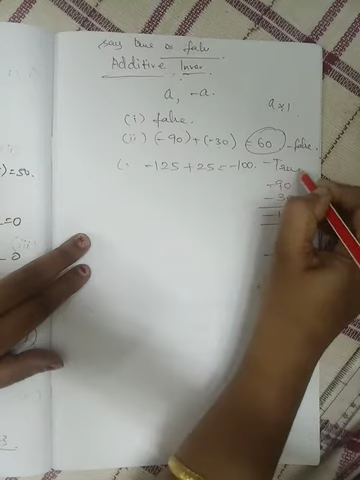 Say true or false
Additive Inver
a, -a.
a × 1
(i) false.
(ii) (-90) + (-30) = 60 - false.
-125 + 25 = -100. - True
-90
- 30
) = 50.
= 0